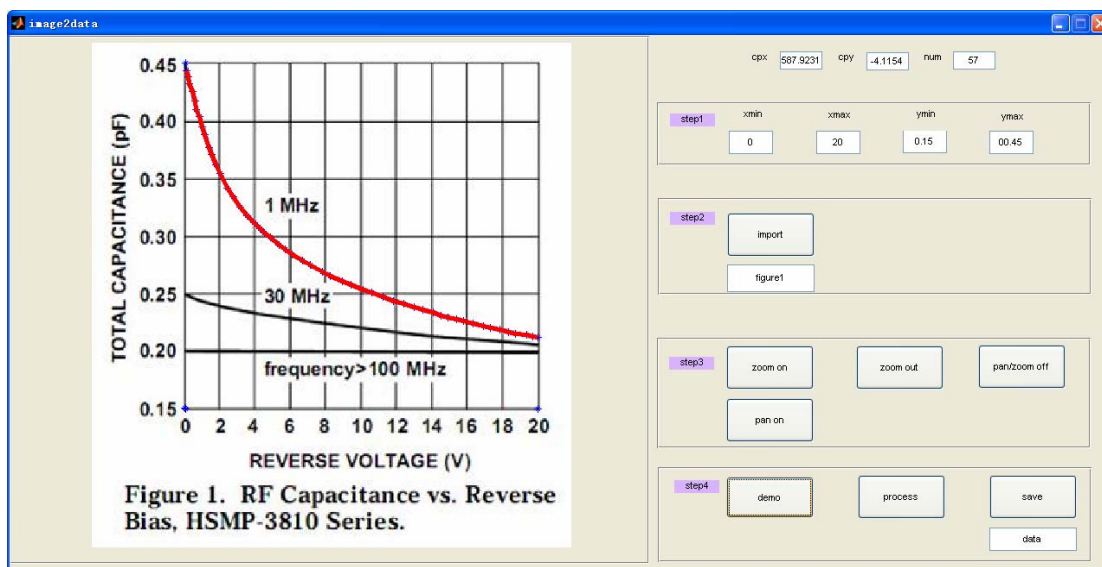 image2data
0.45
0.40
0.35
0.30
0.25
0.20
0.15
TOTAL CAPACITANCE (pF)
1 MHz
30 MHz
frequency>100 MHz
0 2 4 6 8 10 12 14 16 18 20
REVERSE VOLTAGE (V)
Figure 1. RF Capacitance vs. Reverse
Bias, HSMP-3810 Series.
cpx 587.9231 cpy -4.1154 num 57
step1 xmin xmax ymin ymax
0 20 0.15 00.45
step2
import
figure1
step3 zoom on zoom out pan/zoom off
pan on
step4 demo process save
data